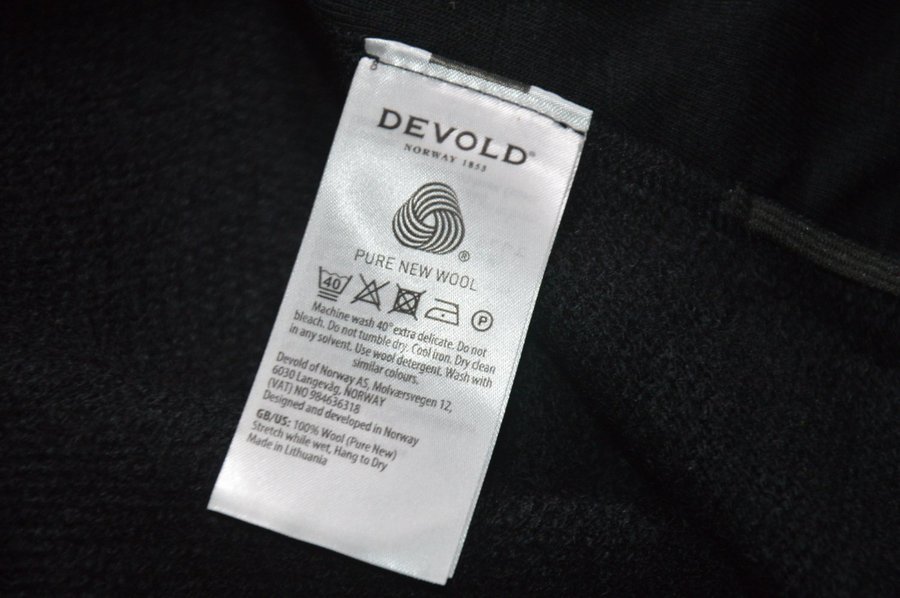 8
DEVOLD®
NORWAY 1853
®
PURE NEW WOOL
40 P
Machine wash 40° extra delicate. Do not
bleach. Do not tumble dry. Cool iron. Dry clean
in any solvent. Use wool detergent. Wash with
similar colours.
Devold of Norway AS, Molværsvegen 12,
6030 Langevåg, NORWAY
(VAT) NO 984636318
Designed and developed in Norway
GB/US: 100% Wool (Pure New)
Stretch while wet, Hang to Dry
Made in Lithuania